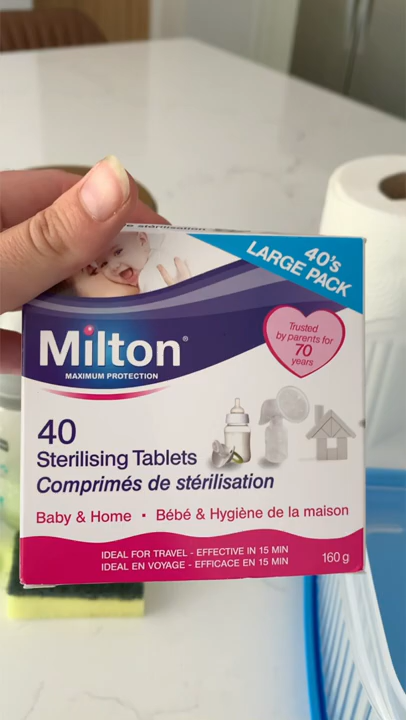 de stérilisation
40's
LARGE PACK
Trusted
by parents for
70
years
Milton®
MAXIMUM PROTECTION
40
Sterilising Tablets
Comprimés de stérilisation
Baby & Home • Bébé & Hygiène de la maison
IDEAL FOR TRAVEL - EFFECTIVE IN 15 MIN
IDEAL EN VOYAGE - EFFICACE EN 15 MIN
160 g